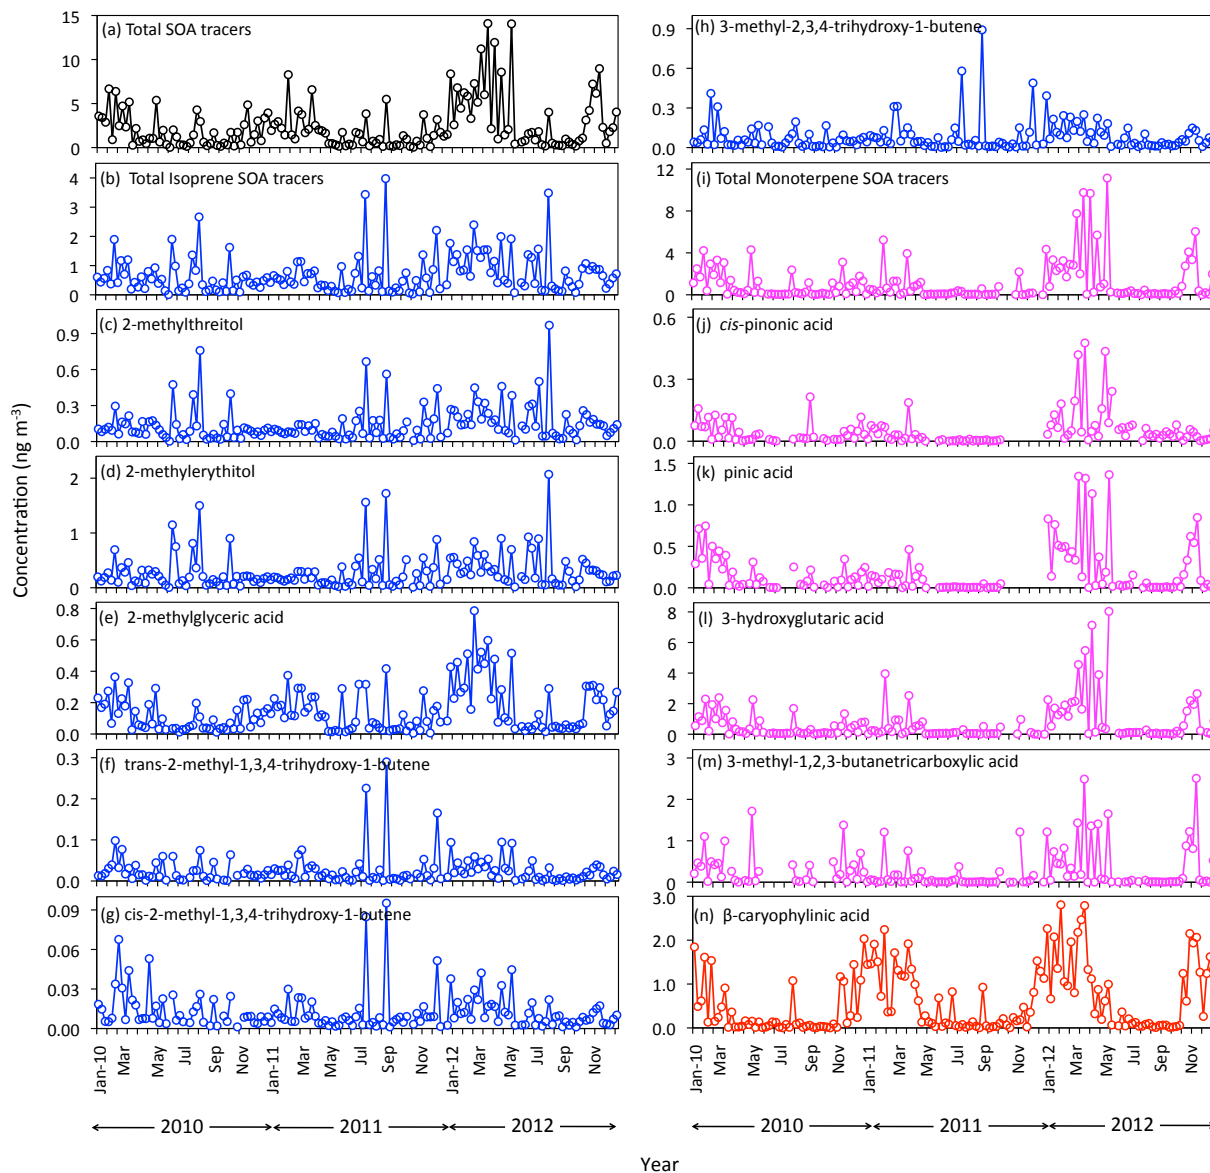 Concentration (ng m⁻³)
(a) Total SOA tracers
15
10
5
0
(b) Total Isoprene SOA tracers
4
3
2
1
0
(c) 2-methylthreitol
0.9
0.6
0.3
0.0
(d) 2-methylerythitol
2
1
0
(e) 2-methylglyceric acid
0.8
0.6
0.4
0.2
0.0
(f) trans-2-methyl-1,3,4-trihydroxy-1-butene
0.3
0.2
0.1
0.0
(g) cis-2-methyl-1,3,4-trihydroxy-1-butene
0.09
0.06
0.03
0.00
Jan-10 Mar May Jul Sep Nov Jan-11 Mar May Jul Sep Nov Jan-12 Mar May Jul Sep Nov
2010 2011 2012
(h) 3-methyl-2,3,4-trihydroxy-1-butene
0.9
0.6
0.3
0.0
(i) Total Monoterpene SOA tracers
12
8
4
0
(j) cis-pinonic acid
0.6
0.3
0.0
(k) pinic acid
1.5
1.0
0.5
0.0
(l) 3-hydroxyglutaric acid
8
6
4
2
0
(m) 3-methyl-1,2,3-butanetricarboxylic acid
3
2
1
0
(n) β-caryophylinic acid
3.0
2.0
1.0
0.0
Jan-10 Mar May Jul Sep Nov Jan-11 Mar May Jul Sep Nov Jan-12 Mar May Jul Sep Nov
2010 2011 2012
Year